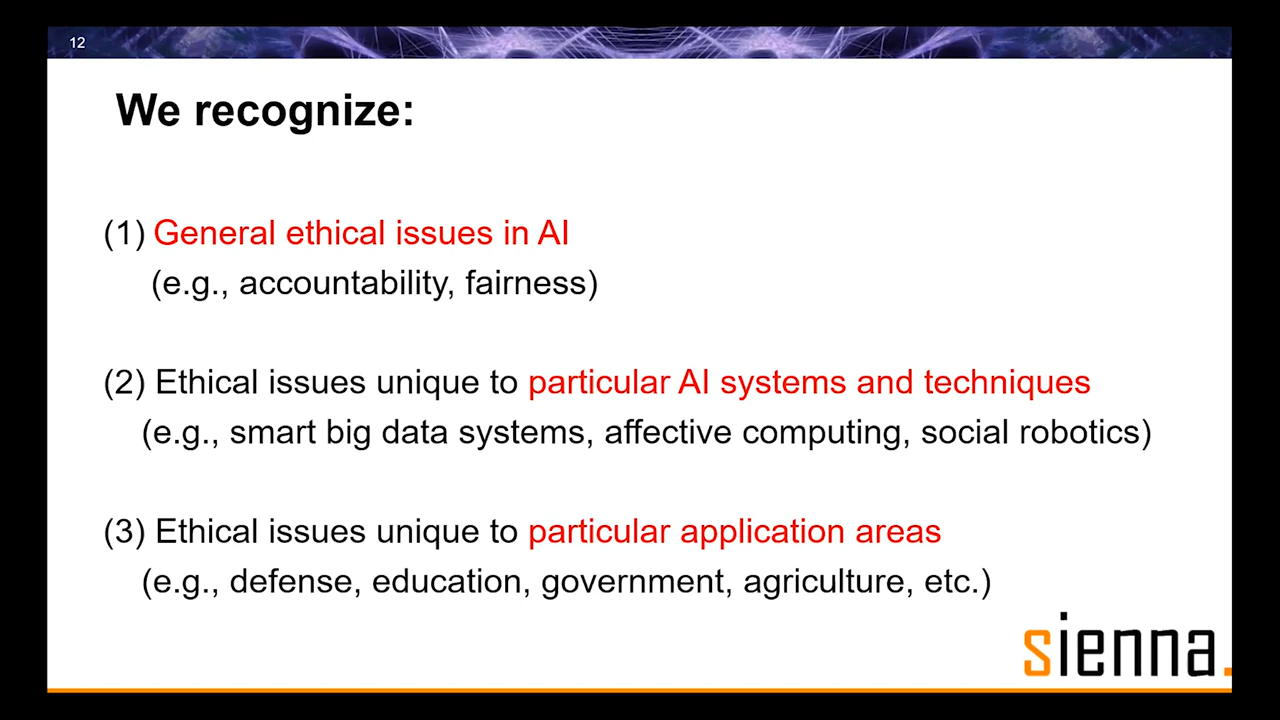 12
We recognize:
(1) General ethical issues in AI
(e.g., accountability, fairness)
(2) Ethical issues unique to particular AI systems and techniques
(e.g., smart big data systems, affective computing, social robotics)
(3) Ethical issues unique to particular application areas
(e.g., defense, education, government, agriculture, etc.)
sienna.